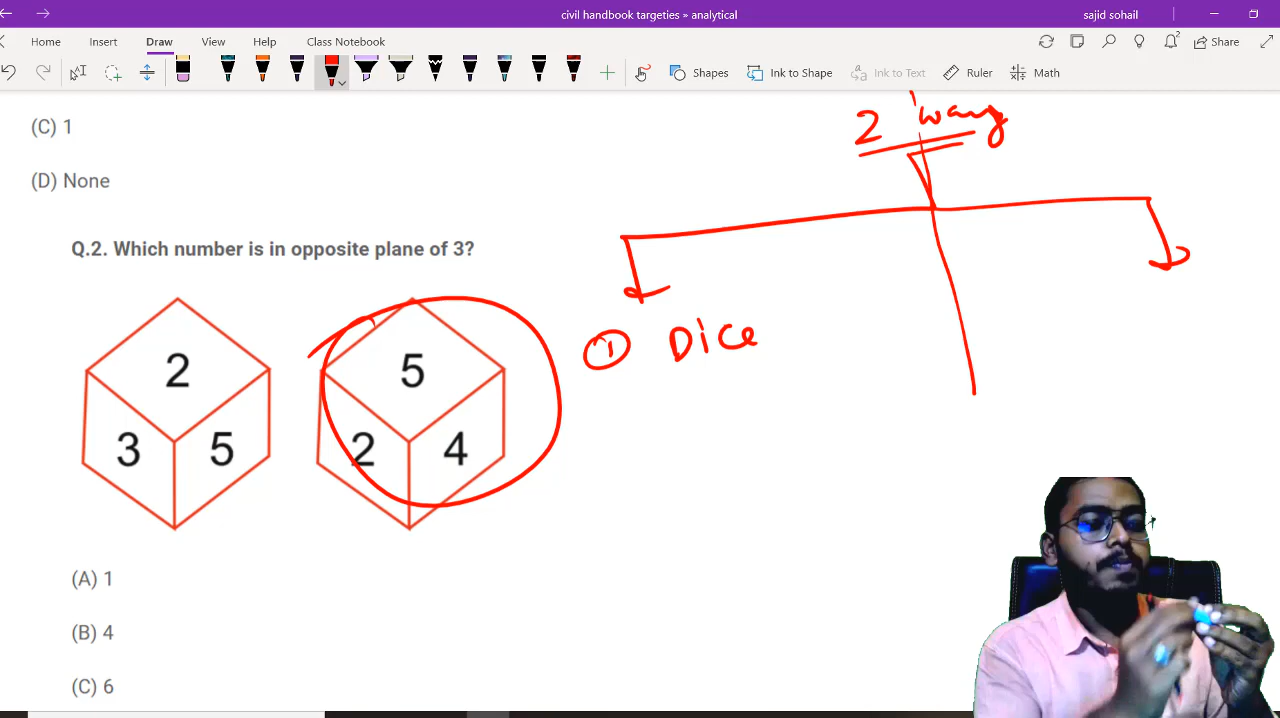 civil handbook targeties » analytical
sajid sohail
Home Insert Draw View Help Class Notebook
Share
Shapes Ink to Shape Ink to Text Ruler Math
(C) 1
2 ways
(D) None
Q.2. Which number is in opposite plane of 3?
① Dice
2 5
3 5 2 4
(A) 1
(B) 4
(C) 6